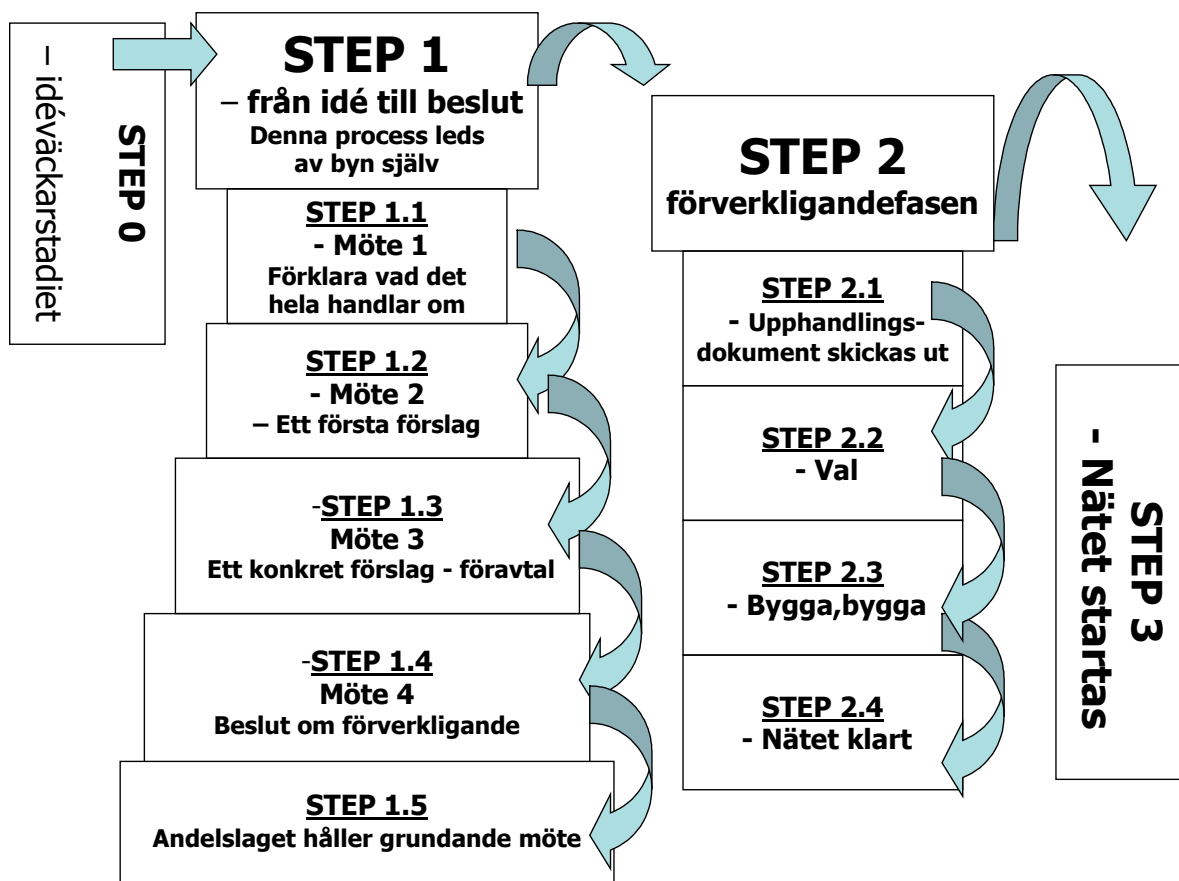 STEP 0
– idéväckarstadiet
STEP 1
– från idé till beslut
Denna process leds
av byn själv
STEP 1.1
- Möte 1
Förklara vad det
hela handlar om
STEP 1.2
- Möte 2
– Ett första förslag
-STEP 1.3
Möte 3
Ett konkret förslag - föravtal
-STEP 1.4
Möte 4
Beslut om förverkligande
STEP 1.5
Andelslaget håller grundande möte
STEP 2
förverkligandefasen
STEP 2.1
- Upphandlings-
dokument skickas ut
STEP 2.2
- Val
STEP 2.3
- Bygga,bygga
STEP 2.4
- Nätet klart
STEP 3
- Nätet startas